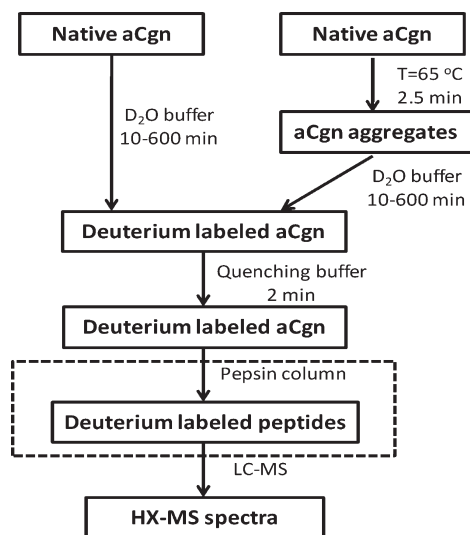 Native aCgn
Native aCgn
T=65 °C
2.5 min
D₂O buffer
10-600 min
aCgn aggregates
D₂O buffer
10-600 min
Deuterium labeled aCgn
Quenching buffer
2 min
Deuterium labeled aCgn
Pepsin column
Deuterium labeled peptides
LC-MS
HX-MS spectra